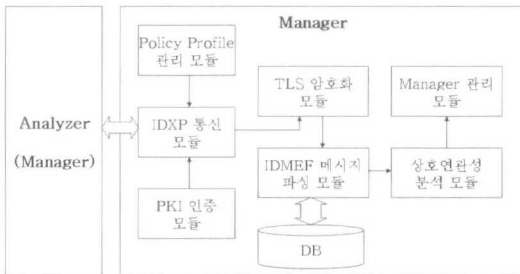 Manager
Policy Profile
관리 모듈
TLS 암호화
모듈
Manager 관리
모듈
Analyzer
(Manager)
IDXP 통신
모듈
IDMEF 메시지
파싱 모듈
상호연관성
분석 모듈
PKI 인증
모듈
DB